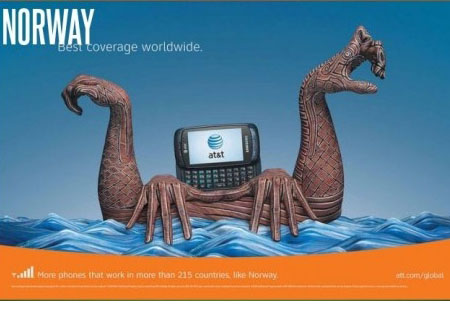 NORWAY
Best coverage worldwide.
at&t
SAMSUNG
More phones that work in more than 215 countries, like Norway.
att.com/global